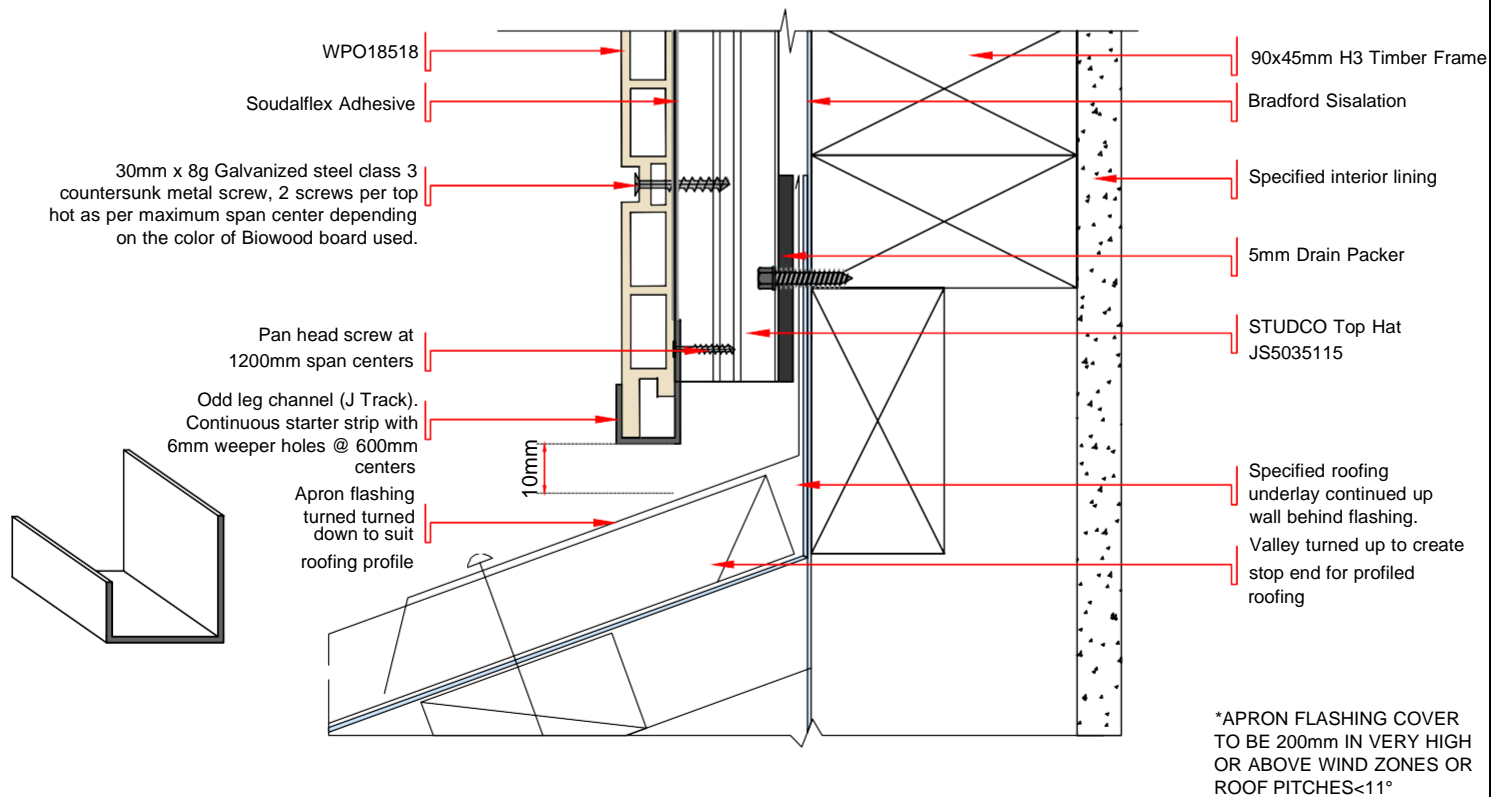 WPO18518
Soudalflex Adhesive
30mm x 8g Galvanized steel class 3
countersunk metal screw, 2 screws per top
hot as per maximum span center depending
on the color of Biowood board used.
Pan head screw at
1200mm span centers
Odd leg channel (J Track).
Continuous starter strip with
6mm weeper holes @ 600mm
centers
Apron flashing
turned turned
down to suit
roofing profile
10mm
90x45mm H3 Timber Frame
Bradford Sisalation
Specified interior lining
5mm Drain Packer
STUDCO Top Hat
JS5035115
Specified roofing
underlay continued up
wall behind flashing.
Valley turned up to create
stop end for profiled
roofing
*APRON FLASHING COVER
TO BE 200mm IN VERY HIGH
OR ABOVE WIND ZONES OR
ROOF PITCHES<11°